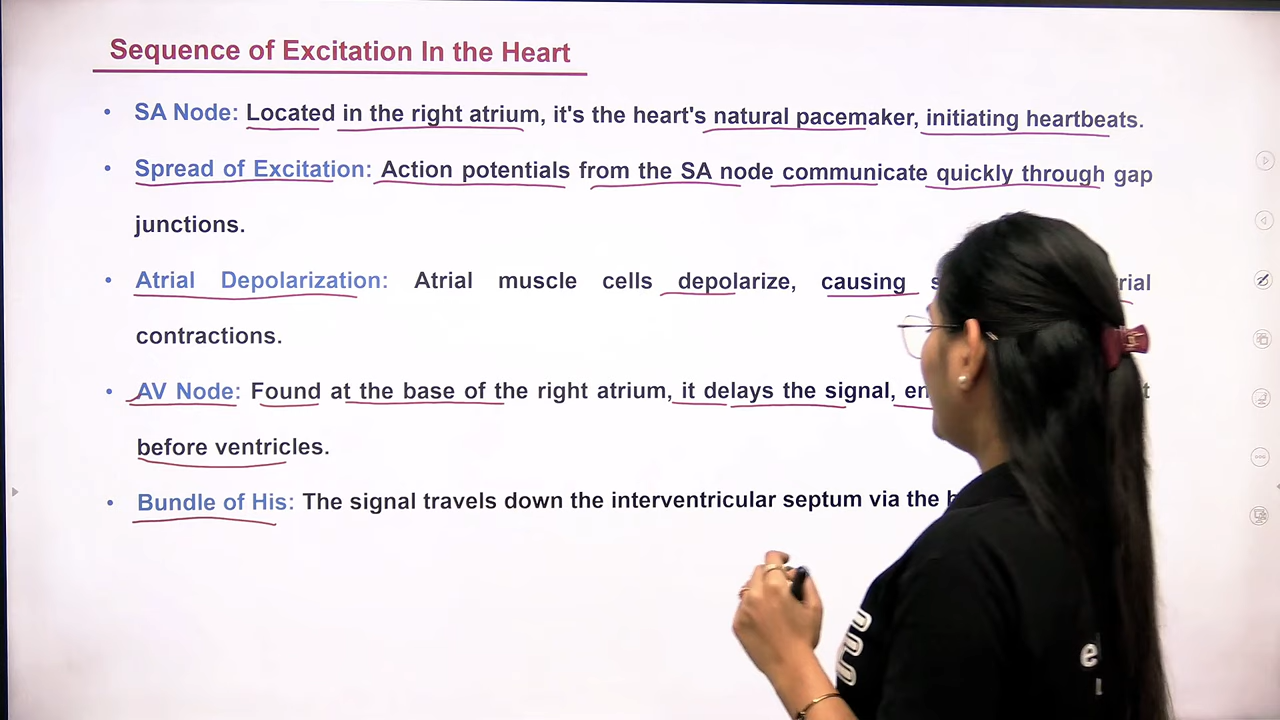 Sequence of Excitation In the Heart
• SA Node: Located in the right atrium, it's the heart's natural pacemaker, initiating heartbeats.
• Spread of Excitation: Action potentials from the SA node communicate quickly through gap
junctions.
• Atrial Depolarization: Atrial muscle cells depolarize, causing
contractions.
• AV Node: Found at the base of the right atrium, it delays the signal,
before ventricles.
• Bundle of His: The signal travels down the interventricular septum via the